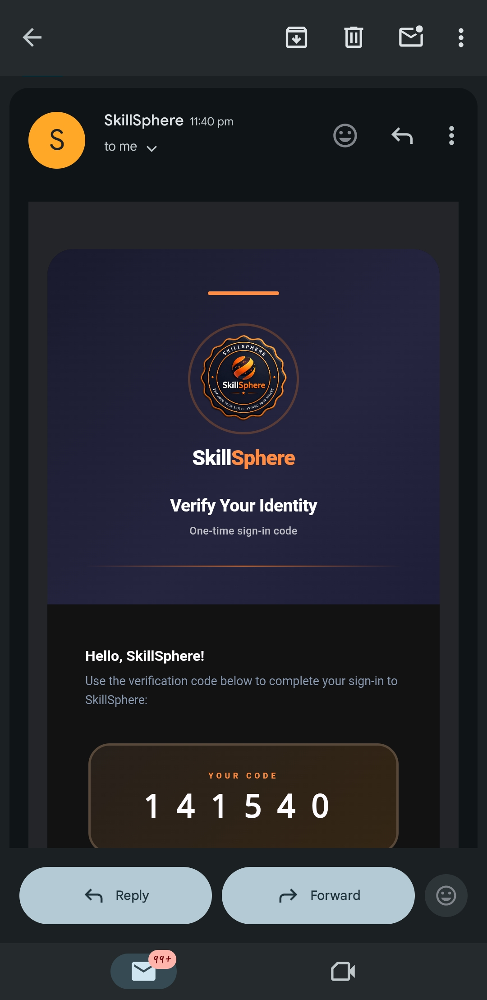 SkillSphere 11:40 pm
to me
S
SKILLSPHERE
SkillSphere
EMPOWER YOUR SKILLS, EXPAND YOUR SPHERE
SkillSphere
Verify Your Identity
One-time sign-in code
Hello, SkillSphere!
Use the verification code below to complete your sign-in to
SkillSphere:
YOUR CODE
1 4 1 5 4 0
Reply
Forward
99+